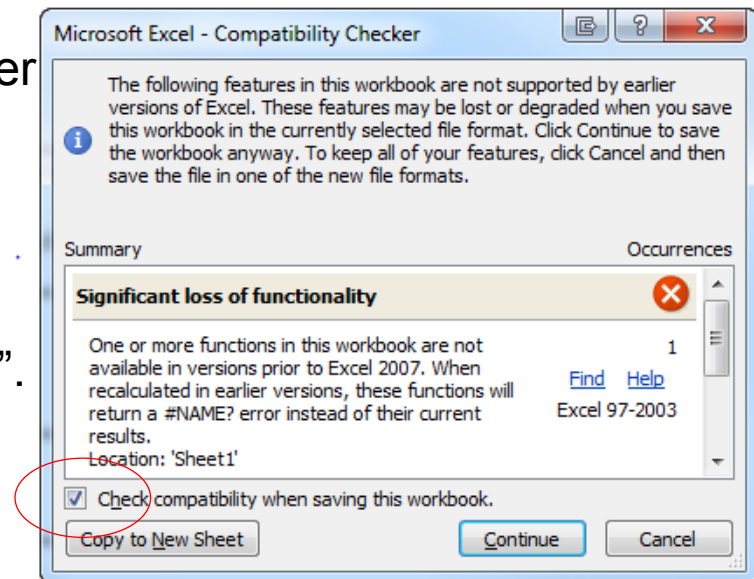 Microsoft Excel - Compatibility Checker
er
The following features in this workbook are not supported by earlier
versions of Excel. These features may be lost or degraded when you save
this workbook in the currently selected file format. Click Continue to save
the workbook anyway. To keep all of your features, click Cancel and then
save the file in one of the new file formats.
Summary Occurrences
Significant loss of functionality
One or more functions in this workbook are not 1
available in versions prior to Excel 2007. When
recalculated in earlier versions, these functions will Find Help
return a #NAME? error instead of their current Excel 97-2003
results.
Location: 'Sheet1'
”.
Check compatibility when saving this workbook.
Copy to New Sheet Continue Cancel